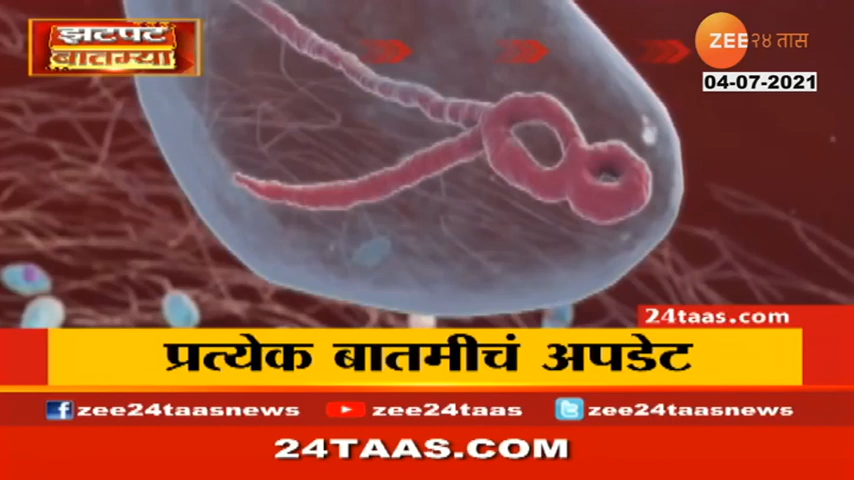 झटपट
बातम्या
ZEE २४ तास
04-07-2021
24taas.com
प्रत्येक बातमीचं अपडेट
zee24taasnews zee24taas zee24taasnews
24TAAS.COM